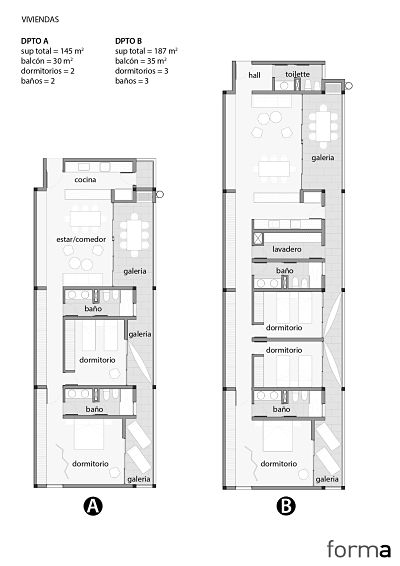 VIVIENDAS
DPTO A
sup total = 145 m²
balcón = 30 m²
dormitorios = 2
baños = 2
DPTO B
sup total = 187 m²
balcón = 35 m²
dormitorios = 3
baños = 3
cocina
estar/comedor
galeria
baño
galeria
dormitorio
baño
dormitorio
galeria
A
hall
toilette
galeria
lavadero
baño
dormitorio
dormitorio
baño
dormitorio
galeria
B
forma